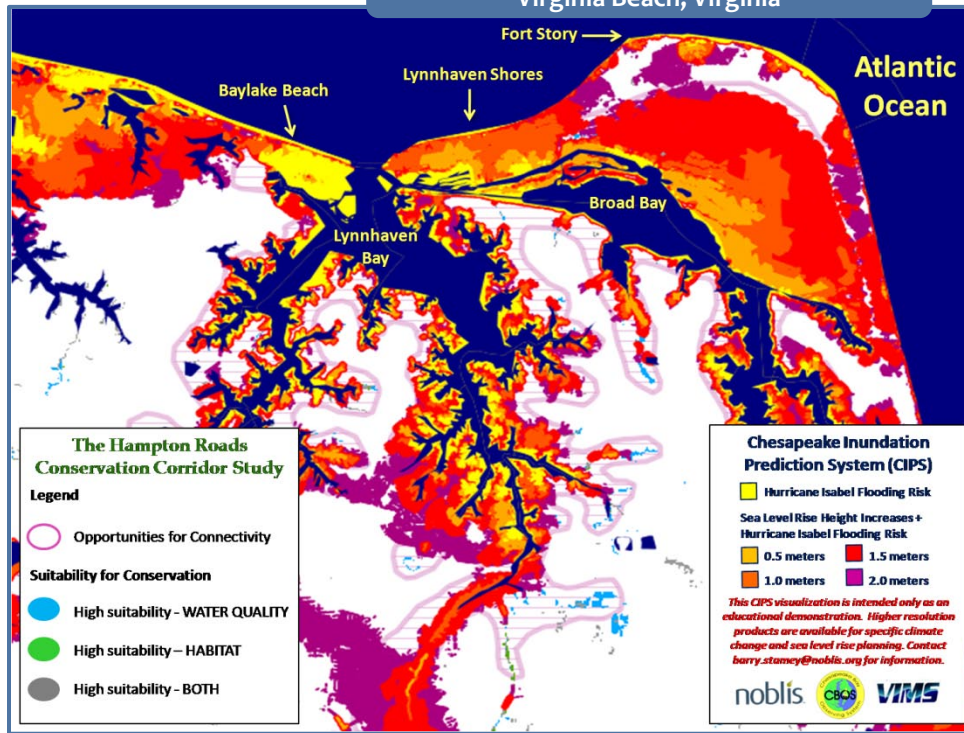 Virginia Beach, Virginia
Fort Story
Lynnhaven Shores
Atlantic
Ocean
Baylake Beach
Broad Bay
Lynnhaven
Bay
The Hampton Roads
Conservation Corridor Study
Legend
Opportunities for Connectivity
Suitability for Conservation
High suitability - WATER QUALITY
High suitability – HABITAT
High suitability - BOTH
Chesapeake Inundation
Prediction System (CIPS)
Hurricane Isabel Flooding Risk
Sea Level Rise Height Increases +
Hurricane Isabel Flooding Risk
0.5 meters
1.5 meters
1.0 meters
2.0 meters
This CIPS visualization is intended only as an
educational demonstration. Higher resolution
products are available for specific climate
change and sea level rise planning. Contact
barry.stamey@noblis.org for information.
noblis.
CBOS
VIMS